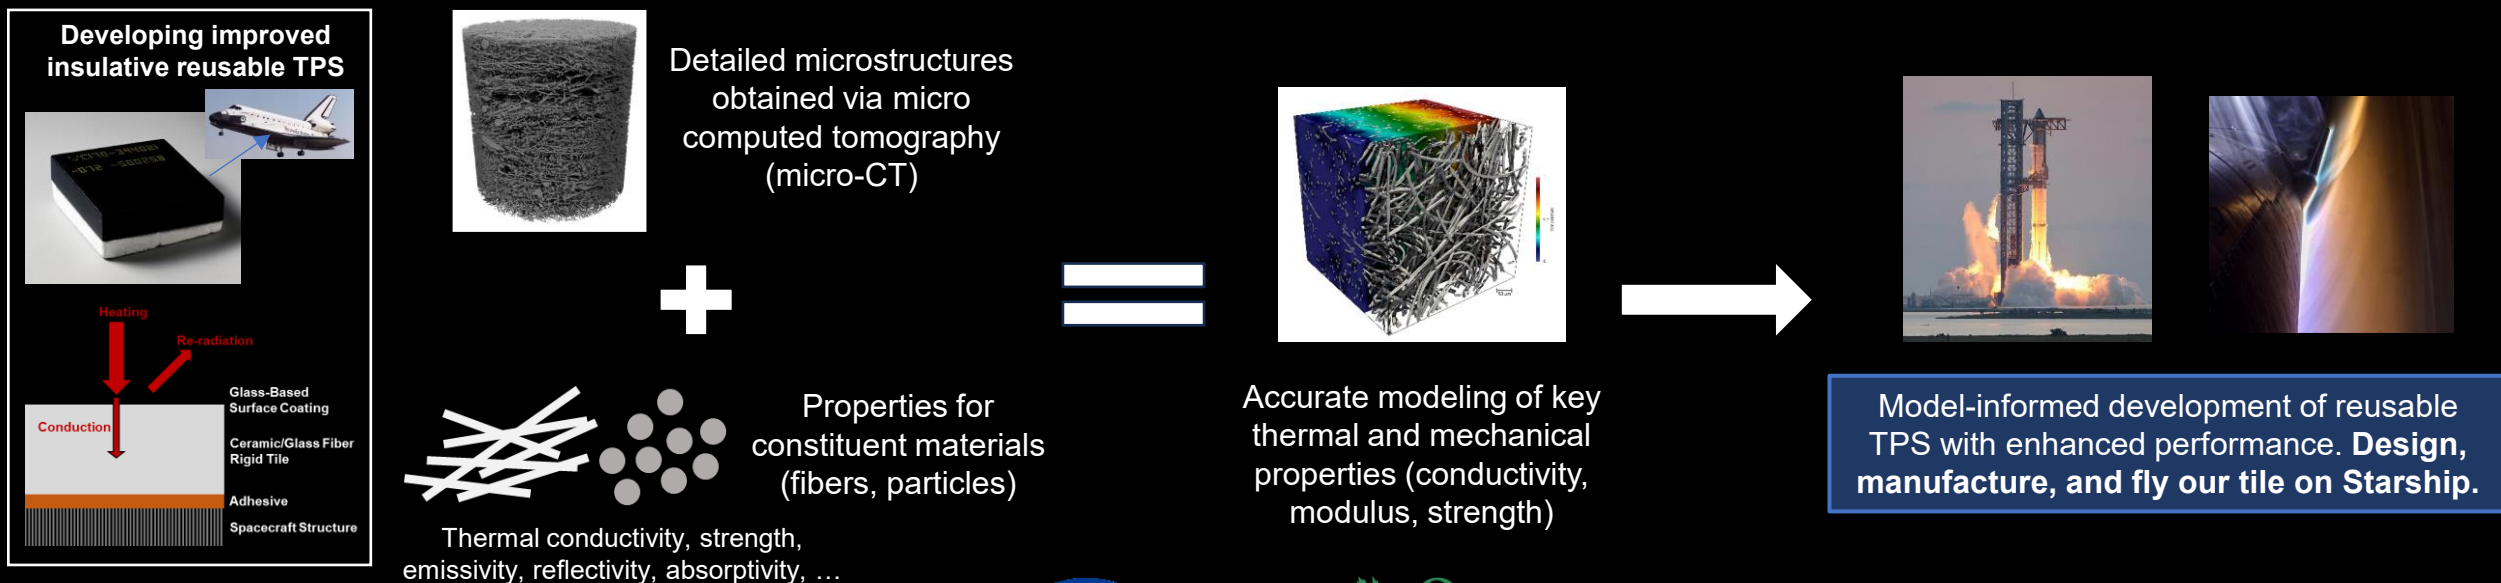 Developing improved
insulative reusable TPS
Heating
Re-radiation
Glass-Based
Surface Coating
Conduction
Ceramic/Glass Fiber
Rigid Tile
Adhesive
Spacecraft Structure
Detailed microstructures
obtained via micro
computed tomography
(micro-CT)
Properties for
constituent materials
(fibers, particles)
Thermal conductivity, strength,
emissivity, reflectivity, absorptivity, …
Accurate modeling of key
thermal and mechanical
properties (conductivity,
modulus, strength)
Model-informed development of reusable
TPS with enhanced performance. Design,
manufacture, and fly our tile on Starship.